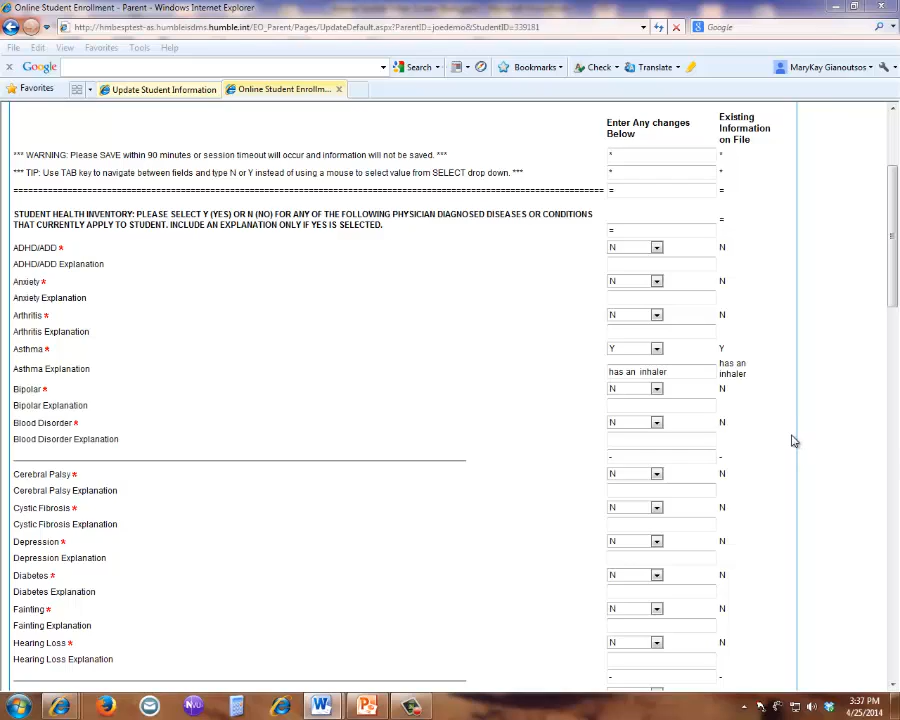 Online Student Enrollment - Parent - Windows Internet Explorer
http://hmbesptest-as.humbleisdms.humble.int/EO_Parent/Pages/UpdateDefault.aspx?ParentID=joedemo&StudentID=339181
Google
File Edit View Favorites Tools Help
Google Search Bookmarks Check Translate MaryKay Gianoutsos
Favorites Update Student Information Online Student Enrollm...
Enter Any changes Below
Existing Information on File
*** WARNING: Please SAVE within 90 minutes or session timeout will occur and information will not be saved. *** * *
*** TIP: Use TAB key to navigate between fields and type N or Y instead of using a mouse to select value from SELECT drop down. *** * *
= =
STUDENT HEALTH INVENTORY: PLEASE SELECT Y (YES) OR N (NO) FOR ANY OF THE FOLLOWING PHYSICIAN DIAGNOSED DISEASES OR CONDITIONS
THAT CURRENTLY APPLY TO STUDENT. INCLUDE AN EXPLANATION ONLY IF YES IS SELECTED. = =
ADHD/ADD * N N
ADHD/ADD Explanation
Anxiety * N N
Anxiety Explanation
Arthritis * N N
Arthritis Explanation
Asthma * Y Y
Asthma Explanation has an inhaler has an inhaler
Bipolar * N N
Bipolar Explanation
Blood Disorder * N N
Blood Disorder Explanation
- -
Cerebral Palsy * N N
Cerebral Palsy Explanation
Cystic Fibrosis * N N
Cystic Fibrosis Explanation
Depression * N N
Depression Explanation
Diabetes * N N
Diabetes Explanation
Fainting * N N
Fainting Explanation
Hearing Loss * N N
Hearing Loss Explanation
- -
3:37 PM
4/25/2014